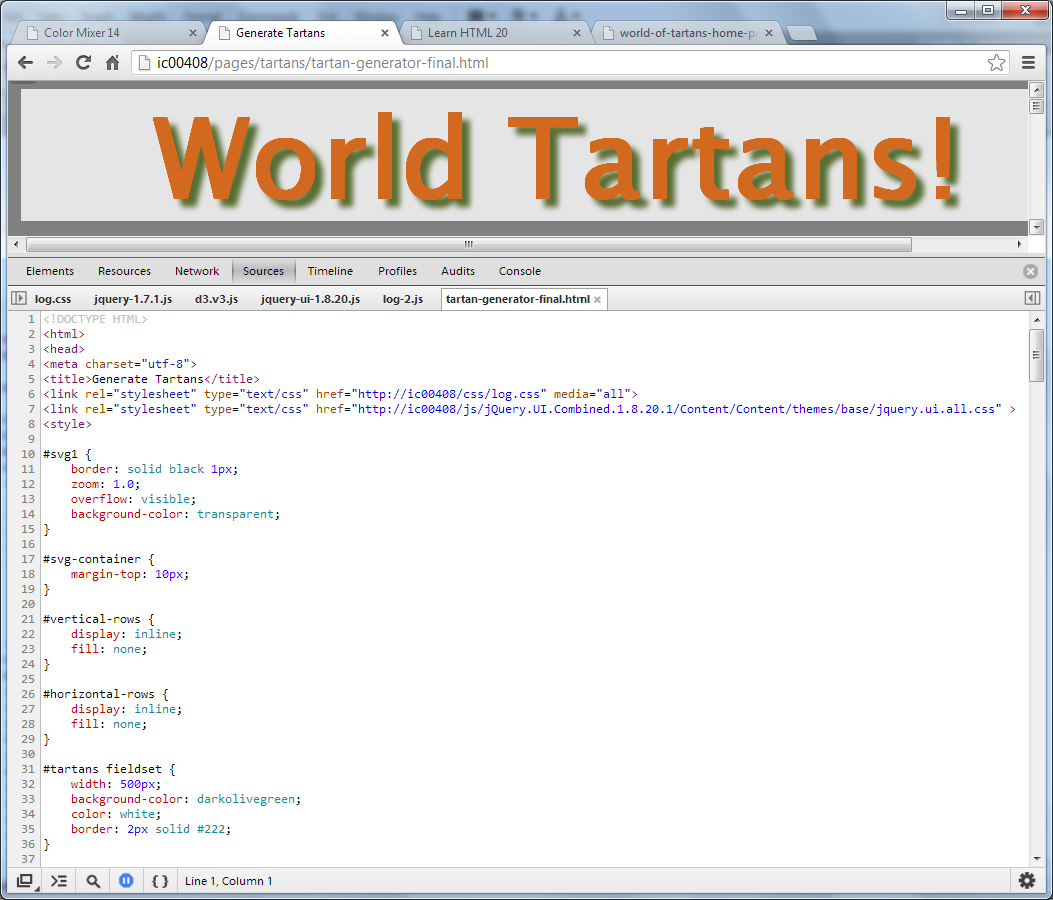 Color Mixer 14
Generate Tartans
Learn HTML 20
world-of-tartans-home-p
ic00408/pages/tartans/tartan-generator-final.html
World Tartans!
Elements Resources Network Sources Timeline Profiles Audits Console
log.css jquery-1.7.1.js d3.v3.js jquery-ui-1.8.20.js log-2.js tartan-generator-final.html
1 <!DOCTYPE HTML>
2 <html>
3 <head>
4 <meta charset="utf-8">
5 <title>Generate Tartans</title>
6 <link rel="stylesheet" type="text/css" href="http://ic00408/css/log.css" media="all">
7 <link rel="stylesheet" type="text/css" href="http://ic00408/js/jQuery.UI.Combined.1.8.20.1/Content/Content/themes/base/jquery.ui.all.css" >
8 <style>
9
10 #svg1 {
11 border: solid black 1px;
12 zoom: 1.0;
13 overflow: visible;
14 background-color: transparent;
15 }
16
17 #svg-container {
18 margin-top: 10px;
19 }
20
21 #vertical-rows {
22 display: inline;
23 fill: none;
24 }
25
26 #horizontal-rows {
27 display: inline;
28 fill: none;
29 }
30
31 #tartans fieldset {
32 width: 500px;
33 background-color: darkolivegreen;
34 color: white;
35 border: 2px solid #222;
36 }
37
{ } Line 1, Column 1